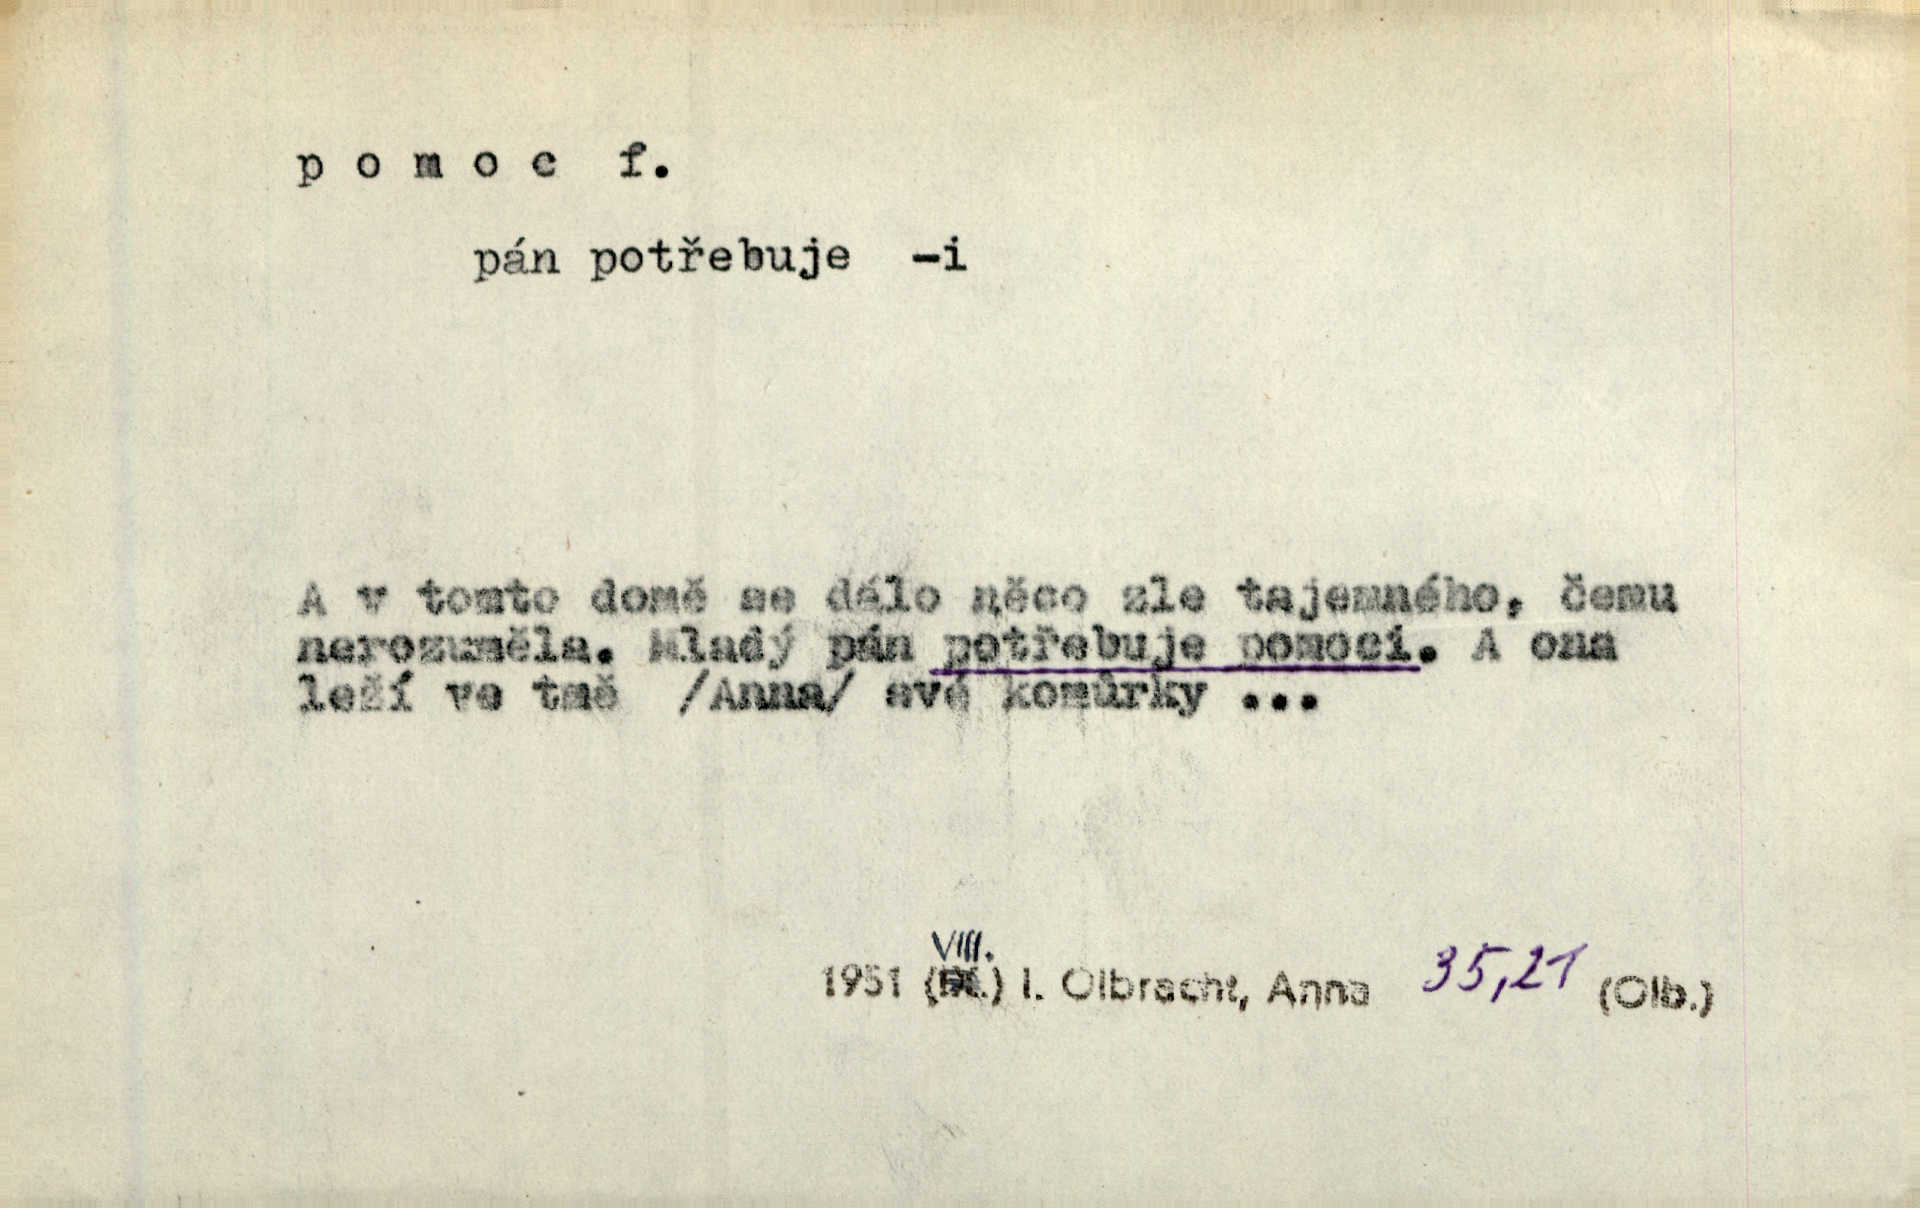 p o m o c f.
pán potřebuje -i
A v tomto domě se dálo něco zle tajemného, čemu
nerozuměla. Mladý pán potřebuje pomoci. A ona
leží ve tmě /Anna/ své komůrky ...
VIII.
1951 () I. Olbracht, Anna 35,21 (Olb.)